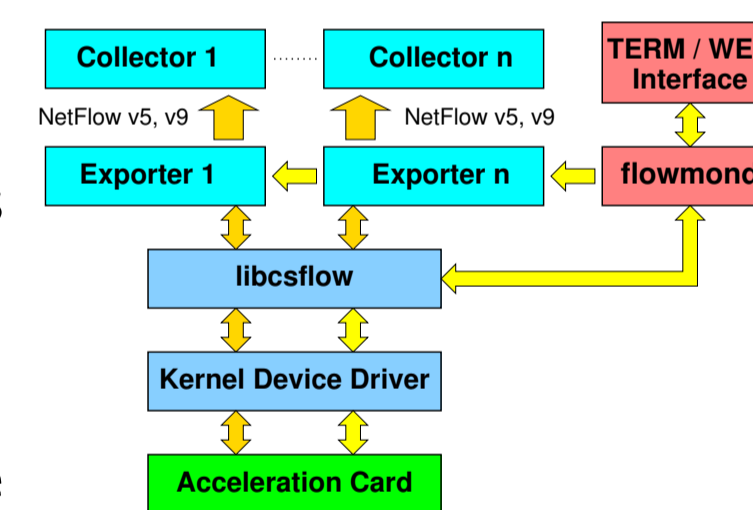 Collector 1
Collector n
TERM / WE
Interface
NetFlow v5, v9
NetFlow v5, v9
Exporter 1
Exporter n
flowmond
libcsflow
Kernel Device Driver
Acceleration Card